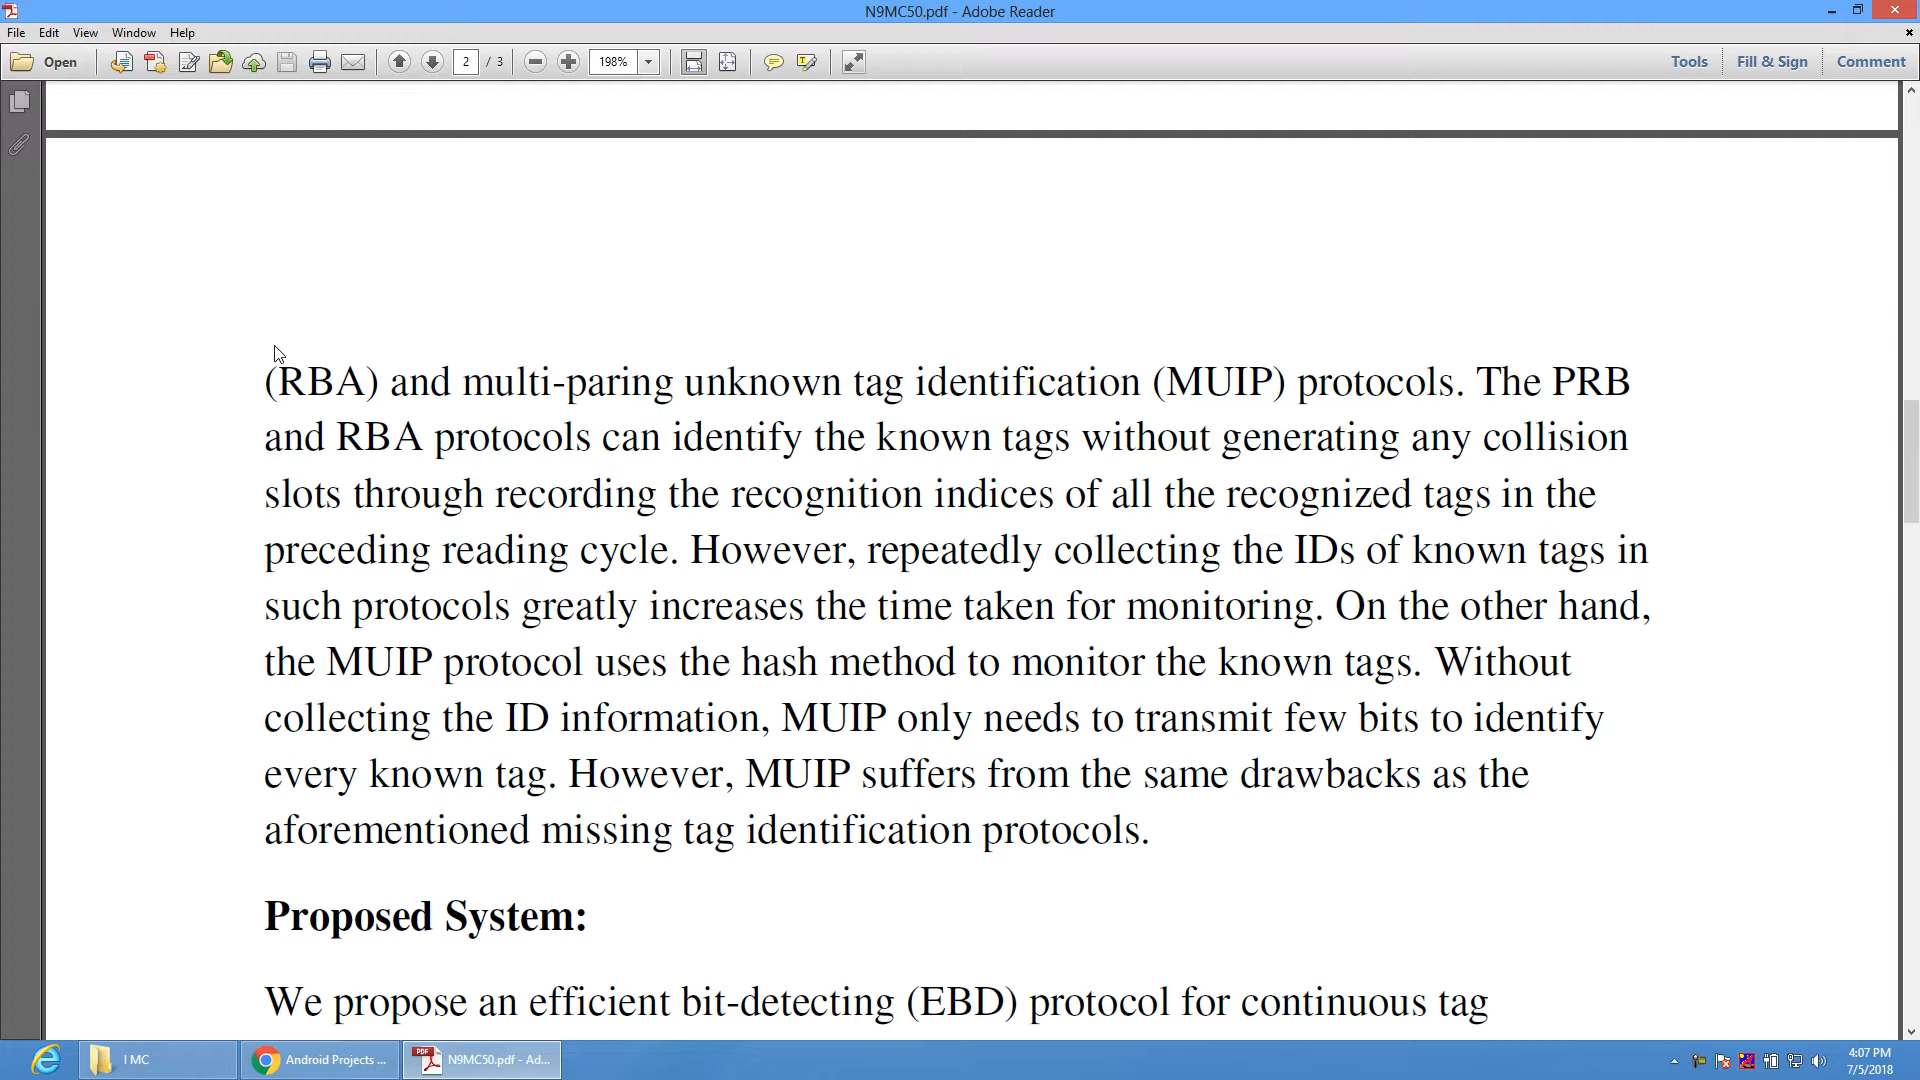 N9MC50.pdf - Adobe Reader
File Edit View Window Help
Open 2 / 3 198% Tools Fill & Sign Comment
(RBA) and multi-paring unknown tag identification (MUIP) protocols. The PRB
and RBA protocols can identify the known tags without generating any collision
slots through recording the recognition indices of all the recognized tags in the
preceding reading cycle. However, repeatedly collecting the IDs of known tags in
such protocols greatly increases the time taken for monitoring. On the other hand,
the MUIP protocol uses the hash method to monitor the known tags. Without
collecting the ID information, MUIP only needs to transmit few bits to identify
every known tag. However, MUIP suffers from the same drawbacks as the
aforementioned missing tag identification protocols.
Proposed System:
We propose an efficient bit-detecting (EBD) protocol for continuous tag
I MC Android Projects ... N9MC50.pdf - Ad... 4:07 PM
7/5/2018